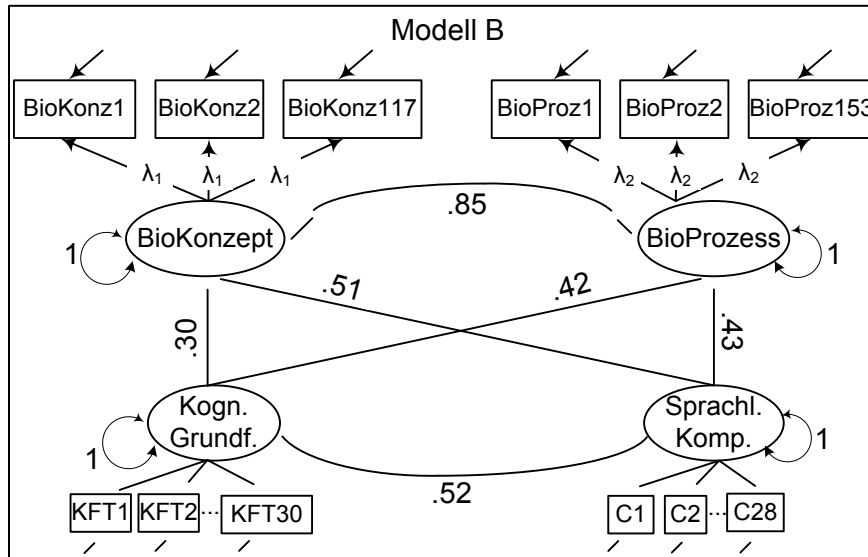 Modell B
BioKonz1 BioKonz2 BioKonz117 BioProz1 BioProz2 BioProz153
λ₁ λ₁ λ₁ λ₂ λ₂ λ₂
.85
1 BioKonzept BioProzess 1
.51 .42
.30 .43
Kogn. Sprachl.
1 Grundf. Komp. 1
.52
KFT1 KFT2 ... KFT30 C1 C2 ... C28